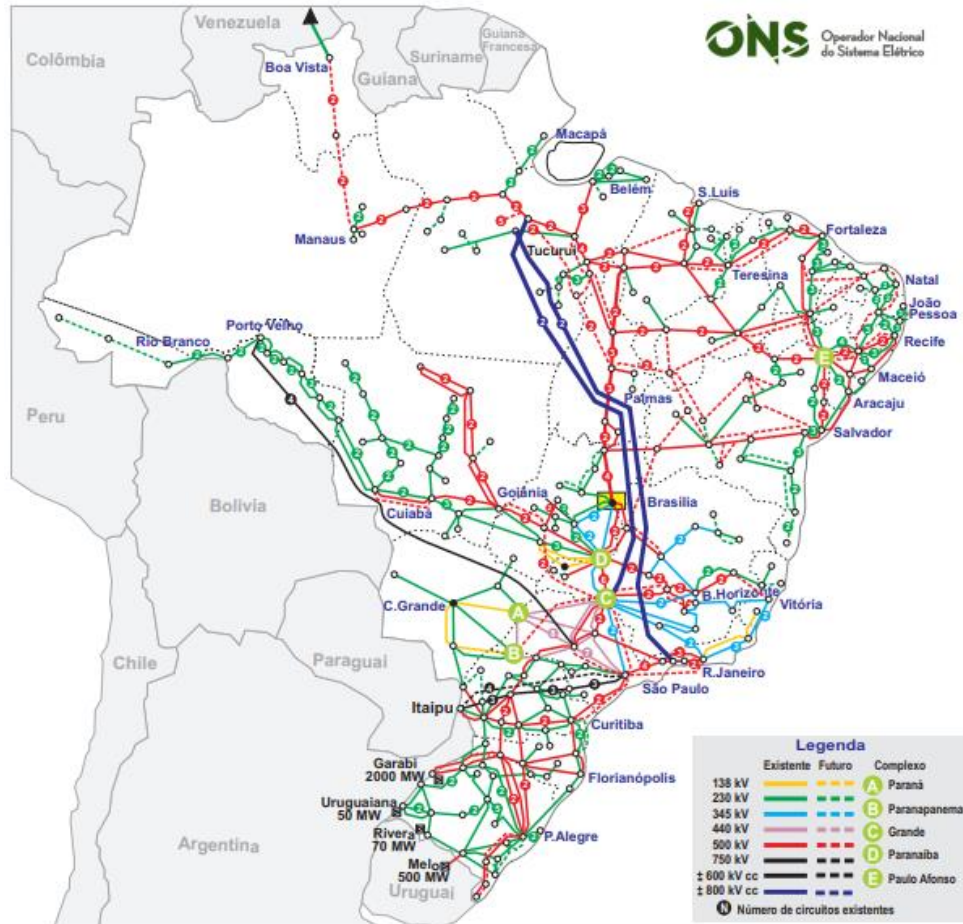 ONS
Operador Nacional
do Sistema Elétrico
Venezuela
Guiana
Francesa
Colômbia
Suriname
Boa Vista
Guiana
Macapá
Belém
S.Luis
Manaus
Fortaleza
Tucuruí
Teresina
Natal
João
Pessoa
Porto Velho
Rio Branco
Recife
E
Maceió
Palmas
Aracaju
Peru
Salvador
Goiânia
Brasília
Bolivia
Cuiabá
D
B.Horizonte
C
Vitória
C.Grande
A
B
Chile
Paraguai
R.Janeiro
São Paulo
Itaipu
Curitiba
Garabi
2000 MW
Florianópolis
Uruguaiana
50 MW
Rivera
70 MW
P.Alegre
Argentina
Melo
500 MW
Uruguai
Legenda
Existente Futuro Complexo
138 kV A Paraná
230 kV B Paranapanema
345 kV
440 kV C Grande
500 kV
750 kV D Paranaíba
± 600 kV cc E Paulo Afonso
± 800 kV cc
N Número de circuitos existentes